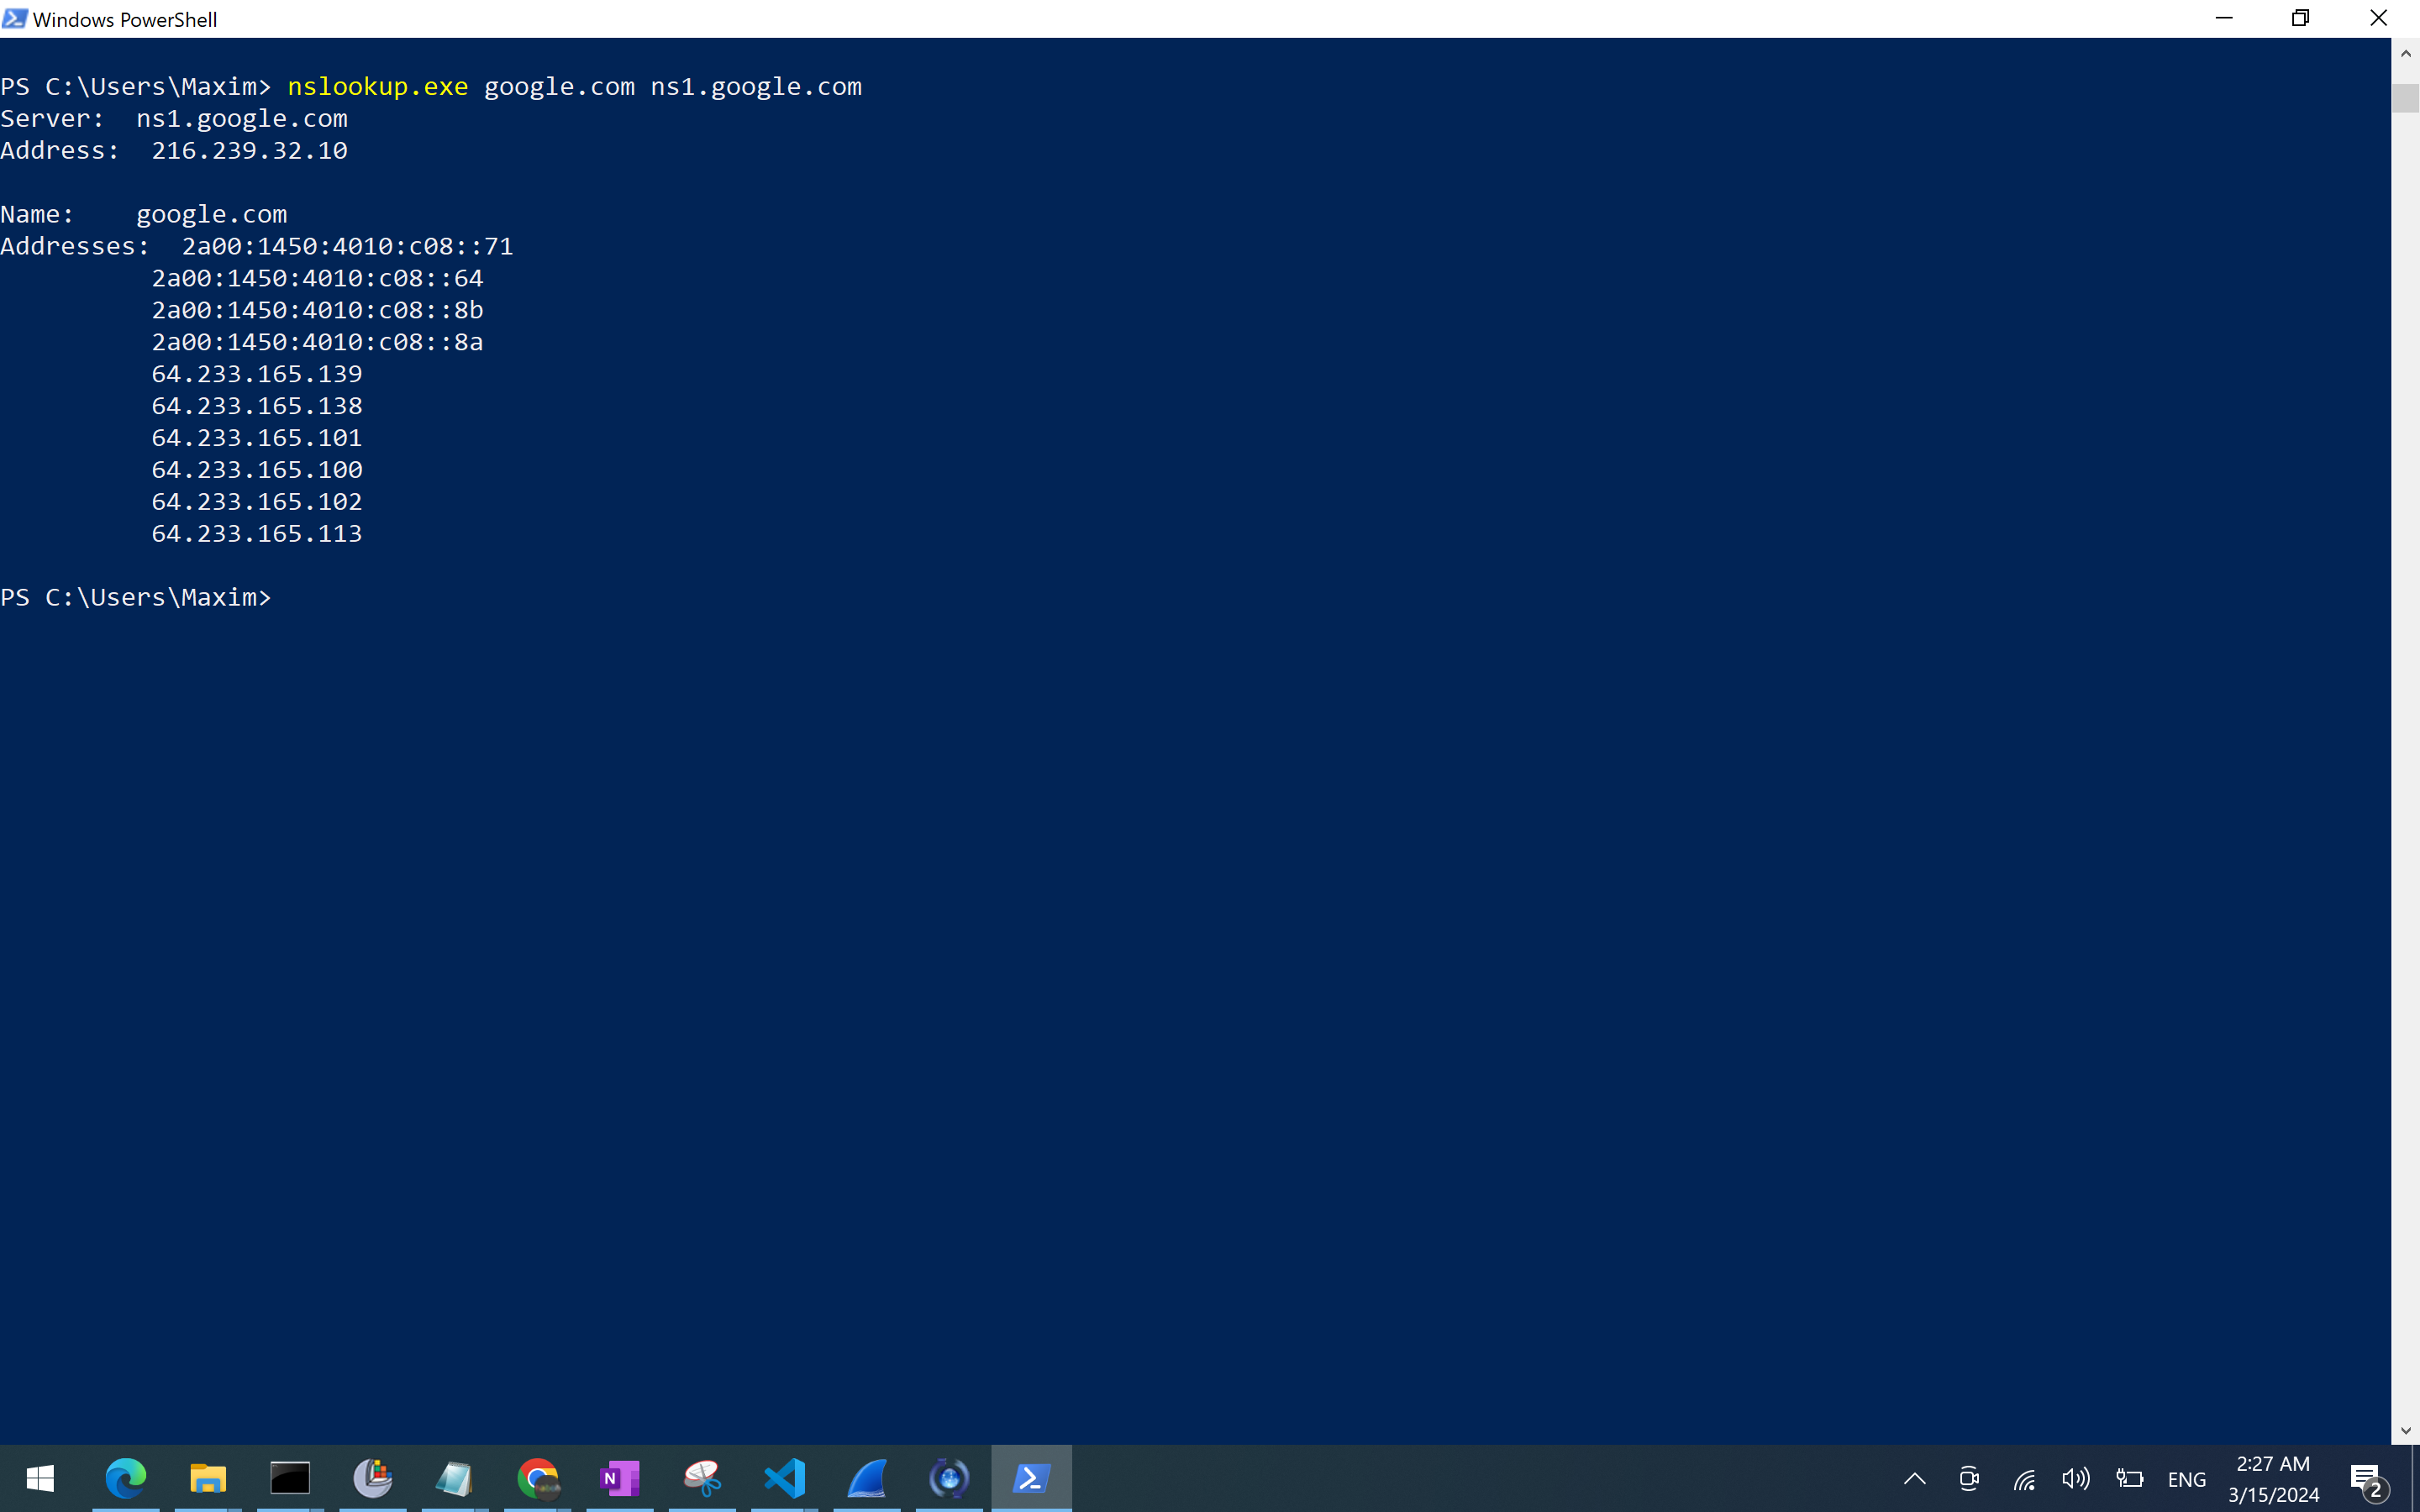 Windows PowerShell
PS C:\Users\Maxim> nslookup.exe google.com ns1.google.com
Server:  ns1.google.com
Address:  216.239.32.10
Name:    google.com
Addresses:  2a00:1450:4010:c08::71
2a00:1450:4010:c08::64
2a00:1450:4010:c08::8b
2a00:1450:4010:c08::8a
64.233.165.139
64.233.165.138
64.233.165.101
64.233.165.100
64.233.165.102
64.233.165.113
PS C:\Users\Maxim>
N
ENG
2:27 AM
3/15/2024
2